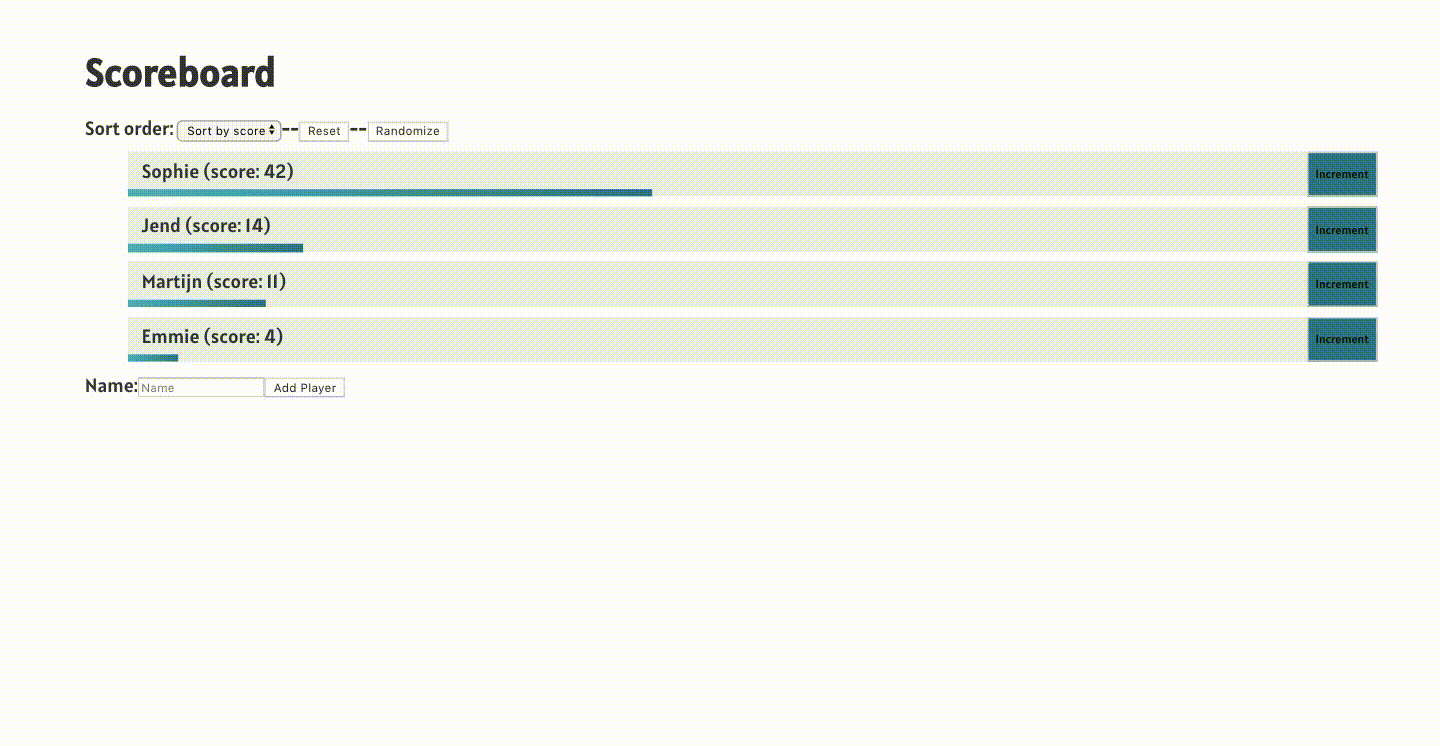 Scoreboard
Sort order: Sort by score -- Reset -- Randomize
Sophie (score: 42) Increment
Jend (score: 14) Increment
Martijn (score: 11) Increment
Emmie (score: 4) Increment
Name: Name Add Player